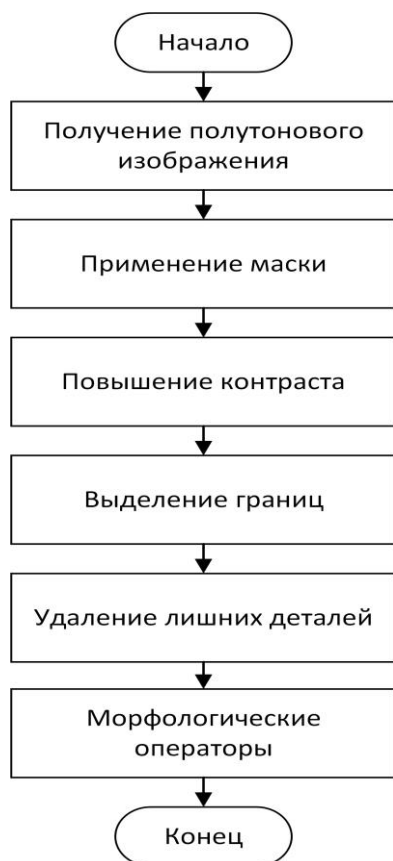 Начало
Получение полутонового
изображения
Применение маски
Повышение контраста
Выделение границ
Удаление лишних деталей
Морфологические
операторы
Конец